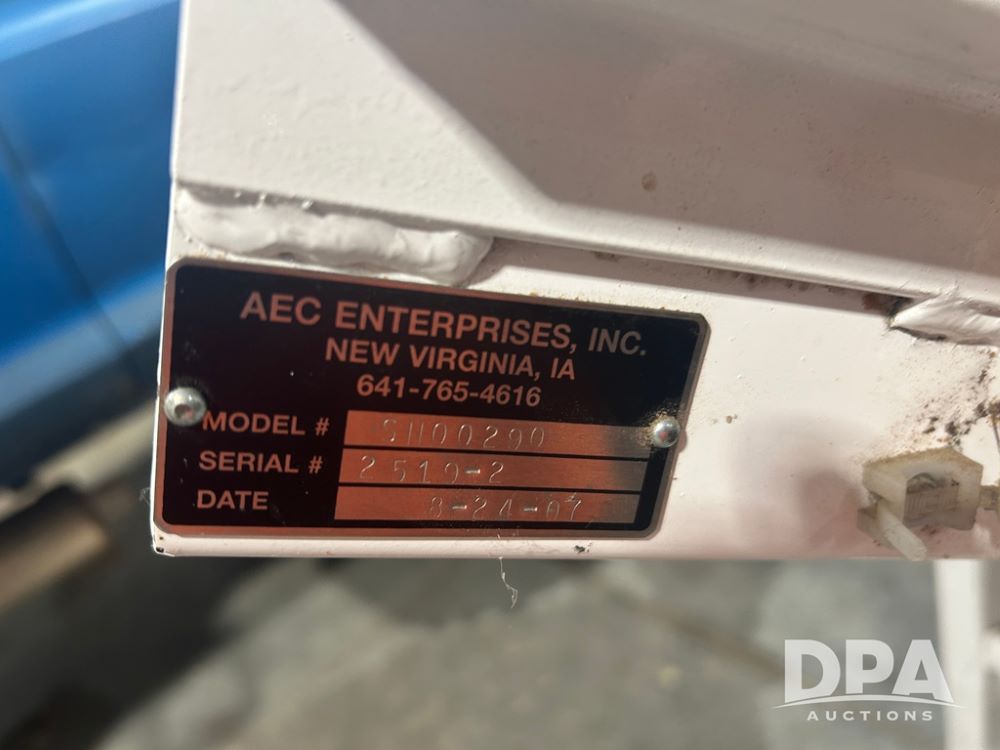 AEC ENTERPRISES, INC.
NEW VIRGINIA, IA
641-765-4616
MODEL # SH00290
SERIAL # 2519-2
DATE 8-24-07
DPA
AUCTIONS